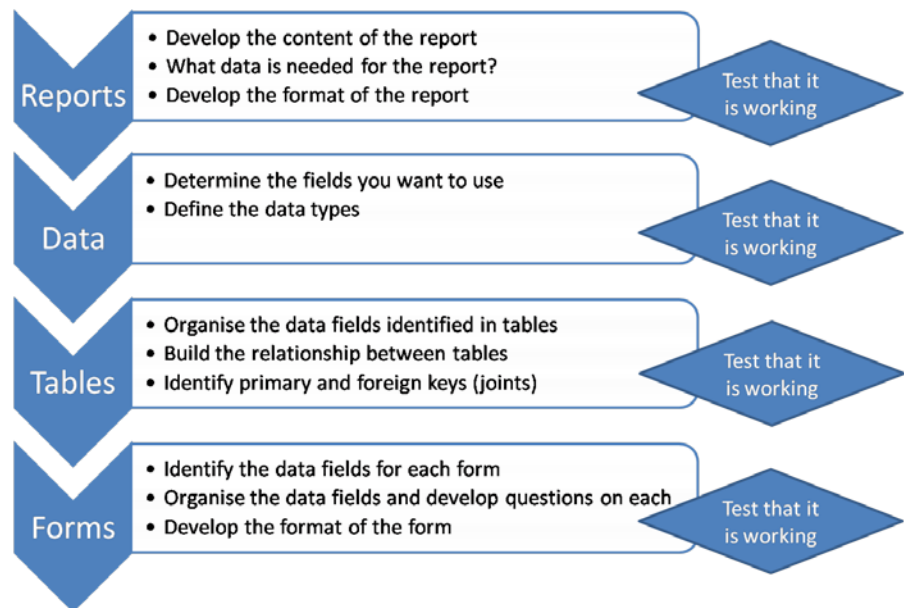 Reports
• Develop the content of the report
• What data is needed for the report?
• Develop the format of the report
Test that it
is working
Data
• Determine the fields you want to use
• Define the data types
Test that it
is working
Tables
• Organise the data fields identified in tables
• Build the relationship between tables
• Identify primary and foreign keys (joints)
Test that it
is working
Forms
• Identify the data fields for each form
• Organise the data fields and develop questions on each
• Develop the format of the form
Test that it
is working